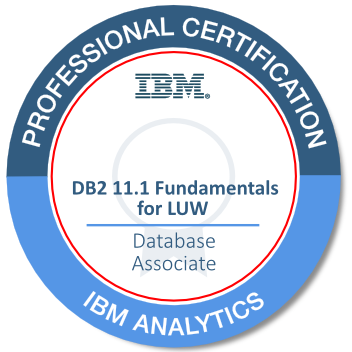 PROFESSIONAL CERTIFICATION
IBM®
DB2 11.1 Fundamentals
for LUW
Database
Associate
IBM ANALYTICS